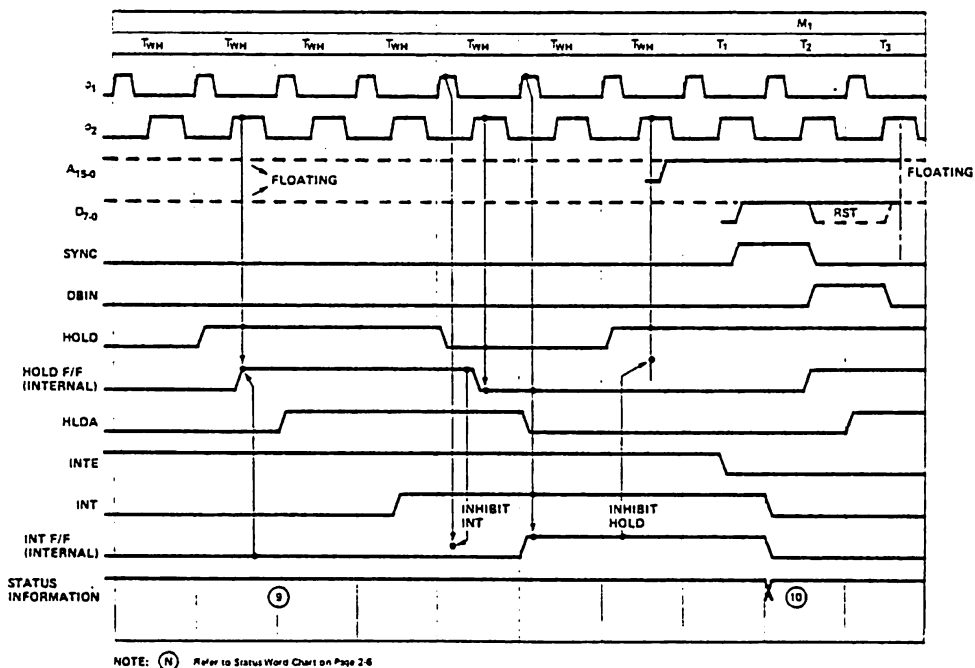 M1
TWH TWH TWH TWH TWH TWH TWH T1 T2 T3
φ1
φ2
A15-0
FLOATING
FLOATING
D7-0
RST
SYNC
DBIN
HOLD
HOLD F/F
(INTERNAL)
HLDA
INTE
INT
INHIBIT
INT
INHIBIT
HOLD
INT F/F
(INTERNAL)
STATUS
INFORMATION
9
10
NOTE: N Refer to Status Word Chart on Page 2-6